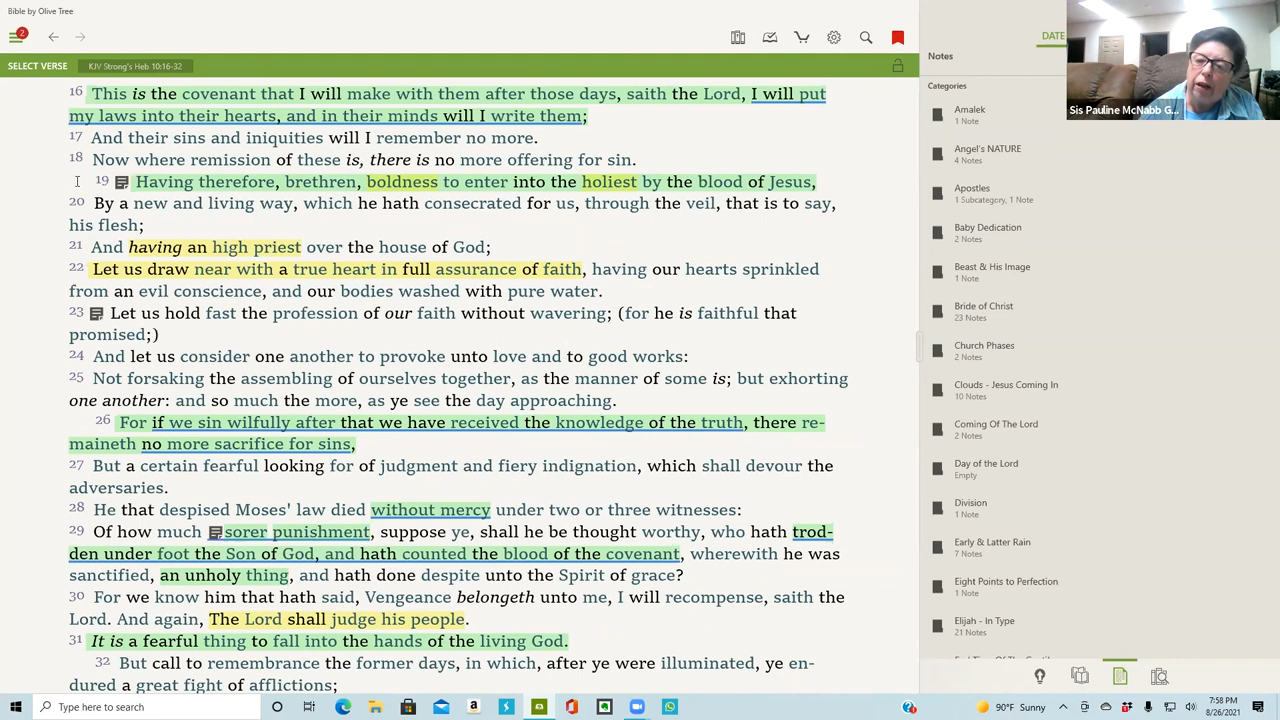 Bible by Olive Tree
2
DATE
SELECT VERSE
KJV Strong's Heb 10:16-32
16 This is the covenant that I will make with them after those days, saith the Lord, I will put
my laws into their hearts, and in their minds will I write them;
17 And their sins and iniquities will I remember no more.
18 Now where remission of these is, there is no more offering for sin.
19 Having therefore, brethren, boldness to enter into the holiest by the blood of Jesus,
20 By a new and living way, which he hath consecrated for us, through the veil, that is to say,
his flesh;
21 And having an high priest over the house of God;
22 Let us draw near with a true heart in full assurance of faith, having our hearts sprinkled
from an evil conscience, and our bodies washed with pure water.
23 Let us hold fast the profession of our faith without wavering; (for he is faithful that
promised;)
24 And let us consider one another to provoke unto love and to good works:
25 Not forsaking the assembling of ourselves together, as the manner of some is; but exhorting
one another: and so much the more, as ye see the day approaching.
26 For if we sin wilfully after that we have received the knowledge of the truth, there re-
maineth no more sacrifice for sins,
27 But a certain fearful looking for of judgment and fiery indignation, which shall devour the
adversaries.
28 He that despised Moses' law died without mercy under two or three witnesses:
29 Of how much sorer punishment, suppose ye, shall he be thought worthy, who hath trod-
den under foot the Son of God, and hath counted the blood of the covenant, wherewith he was
sanctified, an unholy thing, and hath done despite unto the Spirit of grace?
30 For we know him that hath said, Vengeance belongeth unto me, I will recompense, saith the
Lord. And again, The Lord shall judge his people.
31 It is a fearful thing to fall into the hands of the living God.
32 But call to remembrance the former days, in which, after ye were illuminated, ye en-
dured a great fight of afflictions;
Notes
Categories
Amalek
1 Note
Angel's NATURE
4 Notes
Apostles
1 Subcategory, 1 Note
Baby Dedication
2 Notes
Beast & His Image
1 Note
Bride of Christ
23 Notes
Church Phases
2 Notes
Clouds - Jesus Coming In
10 Notes
Coming Of The Lord
2 Notes
Day of the Lord
Empty
Division
1 Note
Early & Latter Rain
7 Notes
Eight Points to Perfection
1 Note
Elijah - In Type
21 Notes
Sis Pauline McNabb G...
Type here to search
90°F Sunny
7:58 PM
8/26/2021